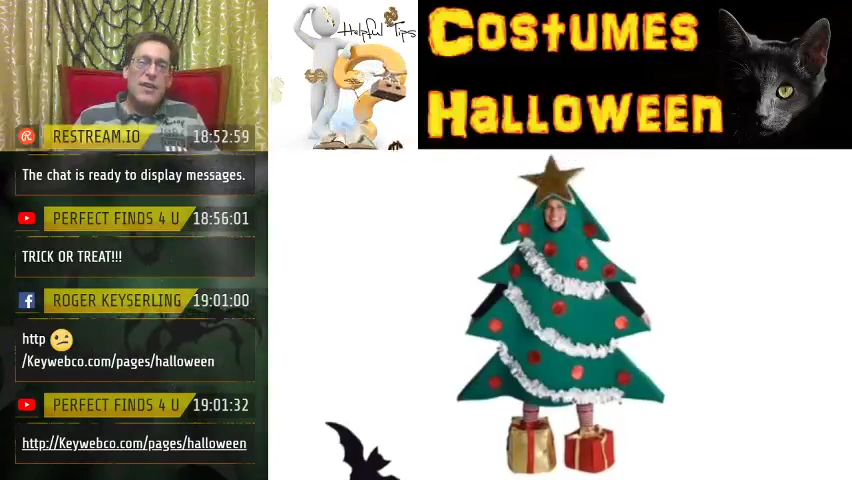 Helpful Tips
Costumes
Halloween
RESTREAM.IO 18:52:59
The chat is ready to display messages.
PERFECT FINDS 4 U 18:56:01
TRICK OR TREAT!!!
ROGER KEYSERLING 19:01:00
http 😕
/Keywebco.com/pages/halloween
PERFECT FINDS 4 U 19:01:32
http://Keywebco.com/pages/halloween